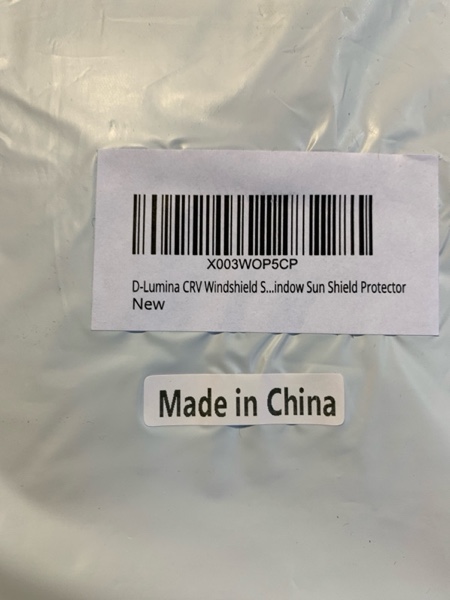 X003WOP5CP
D-Lumina CRV Windshield S...indow Sun Shield Protector
New
Made in China